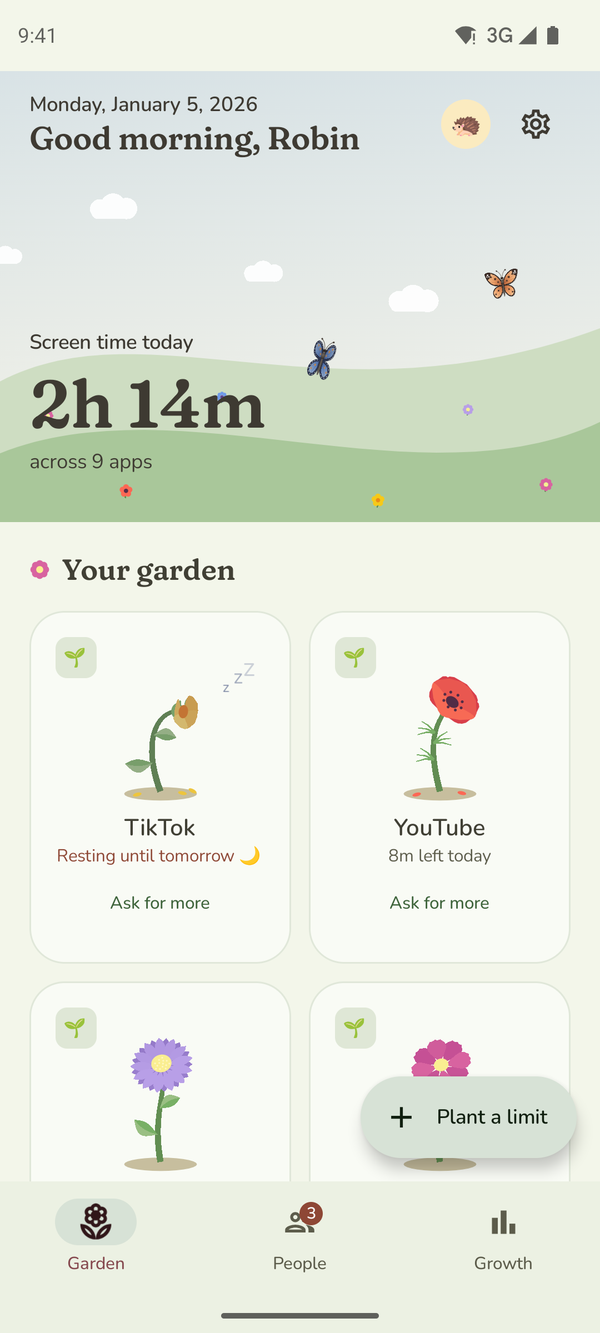 9:41
3G
Monday, January 5, 2026
Good morning, Robin
Screen time today
2h 14m
across 9 apps
Your garden
z z Z
TikTok
Resting until tomorrow 🌙
Ask for more
YouTube
8m left today
Ask for more
+ Plant a limit
3
Garden
People
Growth